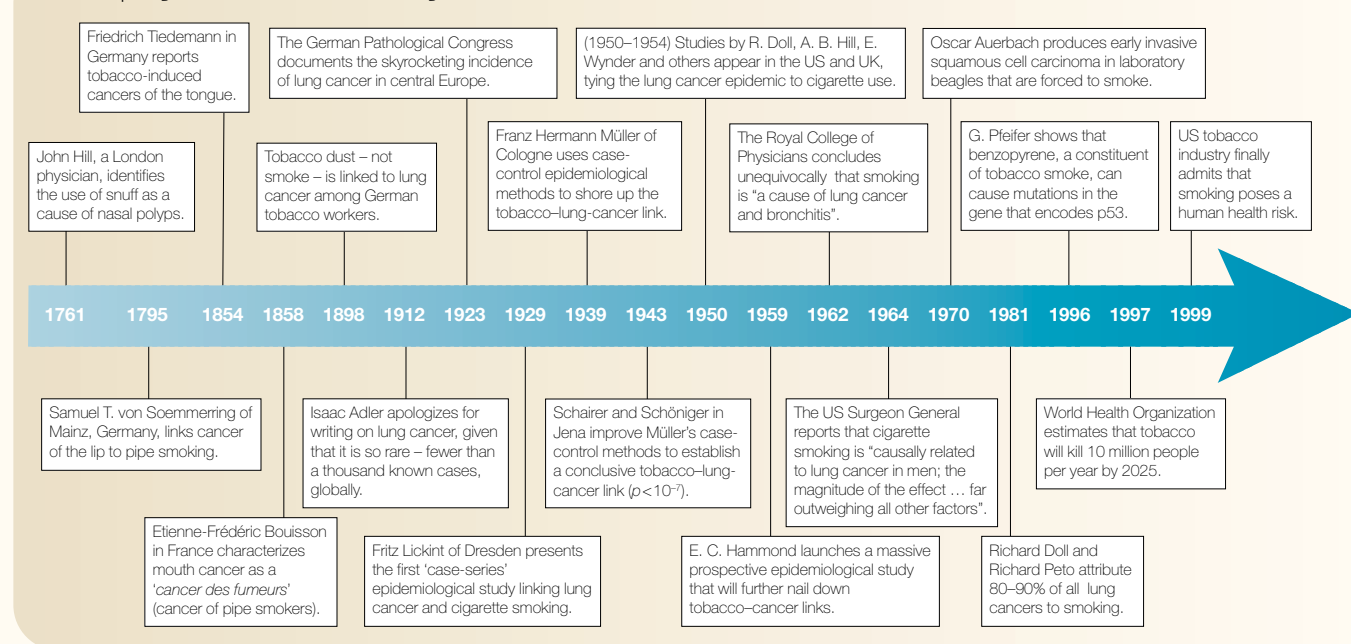 Friedrich Tiedemann in
Germany reports
tobacco-induced
cancers of the tongue.
The German Pathological Congress
documents the skyrocketing incidence
of lung cancer in central Europe.
(1950–1954) Studies by R. Doll, A. B. Hill, E.
Wynder and others appear in the US and UK,
tying the lung cancer epidemic to cigarette use.
Oscar Auerbach produces early invasive
squamous cell carcinoma in laboratory
beagles that are forced to smoke.
John Hill, a London
physician, identifies
the use of snuff as a
cause of nasal polyps.
Tobacco dust – not
smoke – is linked to lung
cancer among German
tobacco workers.
Franz Hermann Müller of
Cologne uses case-
control epidemiological
methods to shore up the
tobacco–lung-cancer link.
The Royal College of
Physicians concludes
unequivocally that smoking
is “a cause of lung cancer
and bronchitis”.
G. Pfeifer shows that
benzopyrene, a constituent
of tobacco smoke, can
cause mutations in the
gene that encodes p53.
US tobacco
industry finally
admits that
smoking poses a
human health risk.
1761 1795 1854 1858 1898 1912 1923 1929 1939 1943 1950 1959 1962 1964 1970 1981 1996 1997 1999
Samuel T. von Soemmerring of
Mainz, Germany, links cancer
of the lip to pipe smoking.
Isaac Adler apologizes for
writing on lung cancer, given
that it is so rare – fewer than
a thousand known cases,
globally.
Schairer and Schöniger in
Jena improve Müller’s case-
control methods to establish
a conclusive tobacco–lung-
cancer link (p<10⁻⁷).
The US Surgeon General
reports that cigarette
smoking is “causally related
to lung cancer in men; the
magnitude of the effect … far
outweighing all other factors”.
World Health Organization
estimates that tobacco
will kill 10 million people
per year by 2025.
Etienne-Frédéric Bouisson
in France characterizes
mouth cancer as a
‘cancer des fumeurs’
(cancer of pipe smokers).
Fritz Lickint of Dresden presents
the first ‘case-series’
epidemiological study linking lung
cancer and cigarette smoking.
E. C. Hammond launches a massive
prospective epidemiological study
that will further nail down
tobacco–cancer links.
Richard Doll and
Richard Peto attribute
80–90% of all lung
cancers to smoking.